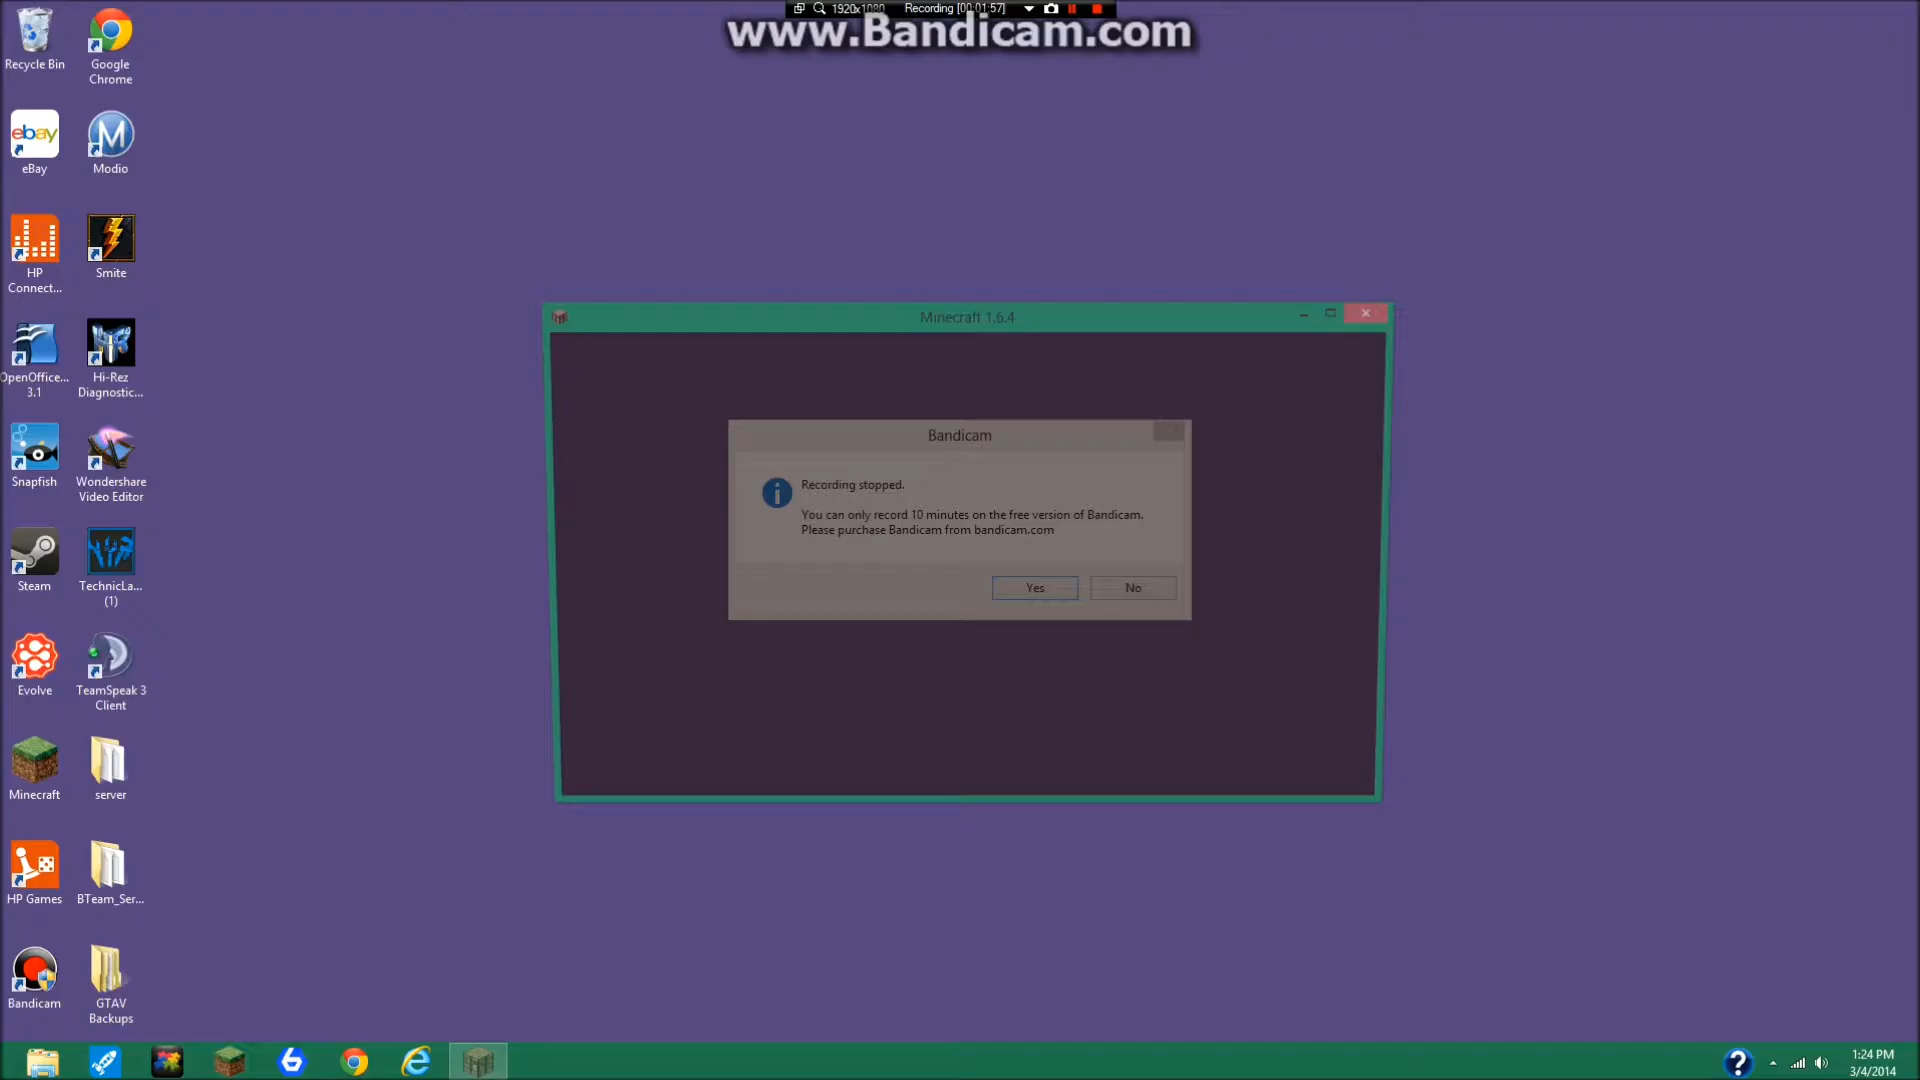 1920x1080 Recording [00:01:57]
www.Bandicam.com
Recycle Bin
Google
Chrome
ebay
eBay
M
Modio
HP
Connect...
Smite
OpenOffice...
3.1
Hi-Rez
Diagnostic...
Snapfish
Wondershare
Video Editor
Steam
TechnicLa...
(1)
Evolve
TeamSpeak 3
Client
Minecraft
server
HP Games
BTeam_Ser...
Bandicam
GTAV
Backups
Minecraft 1.6.4
Bandicam
Recording stopped.
You can only record 10 minutes on the free version of Bandicam.
Please purchase Bandicam from bandicam.com
Yes
No
1:24 PM
3/4/2014